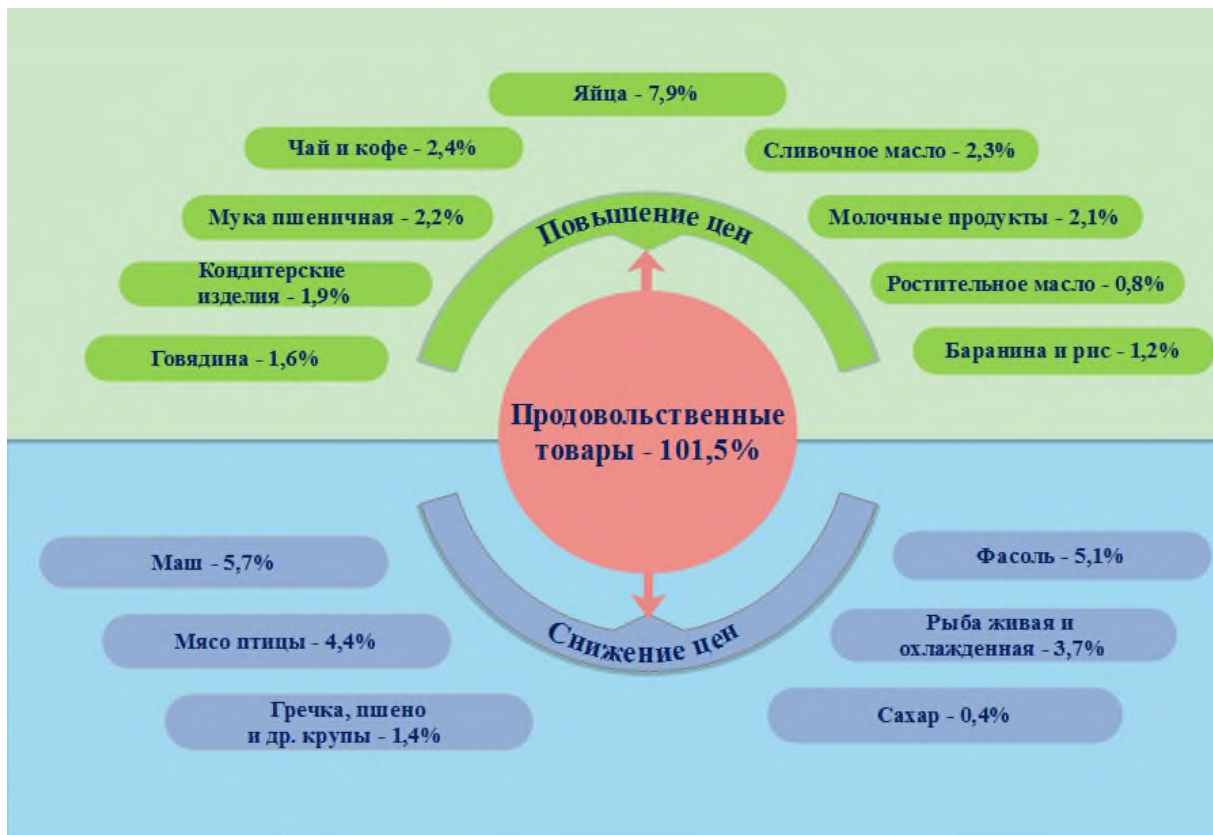 Яйца - 7,9%
Чай и кофе - 2,4%
Сливочное масло - 2,3%
Мука пшеничная - 2,2%
Повышение цен
Молочные продукты - 2,1%
Кондитерские
изделия - 1,9%
Ростительное масло - 0,8%
Говядина - 1,6%
Баранина и рис - 1,2%
Продовольственные
товары - 101,5%
Маш - 5,7%
Фасоль - 5,1%
Мясо птицы - 4,4%
Снижение цен
Рыба живая и
охлажденная - 3,7%
Гречка, пшено
и др. крупы - 1,4%
Сахар - 0,4%